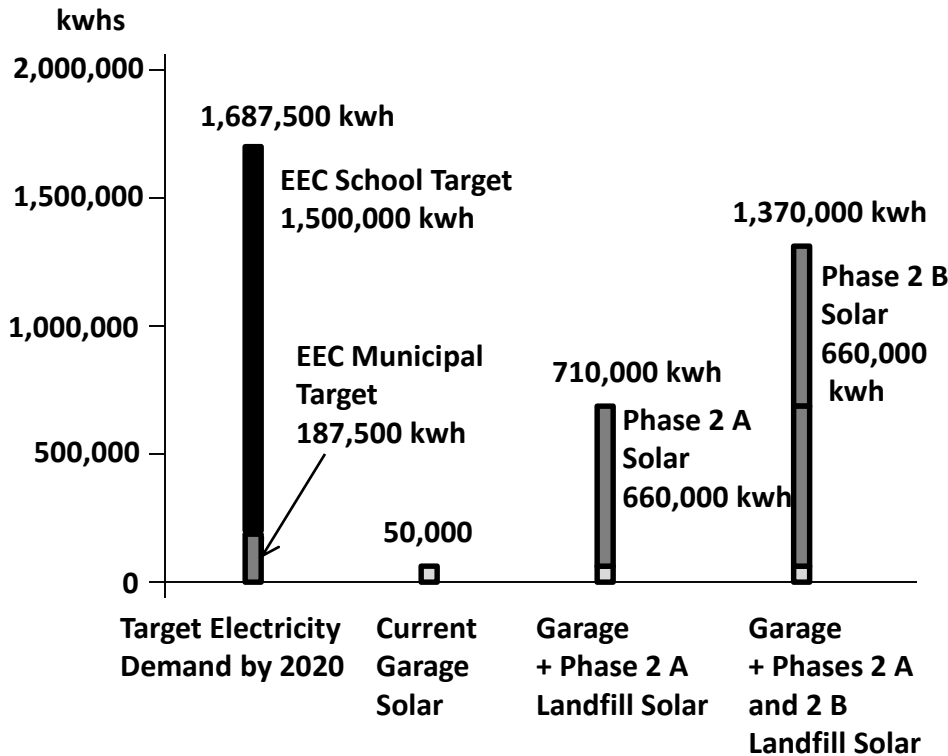 kwhs
2,000,000
1,500,000
1,000,000
500,000
0
1,687,500 kwh
EEC School Target
1,500,000 kwh
EEC Municipal
Target
187,500 kwh
50,000
710,000 kwh
Phase 2 A
Solar
660,000 kwh
1,370,000 kwh
Phase 2 B
Solar
660,000
kwh
Target Electricity
Demand by 2020
Current
Garage
Solar
Garage
+ Phase 2 A
Landfill Solar
Garage
+ Phases 2 A
and 2 B
Landfill Solar